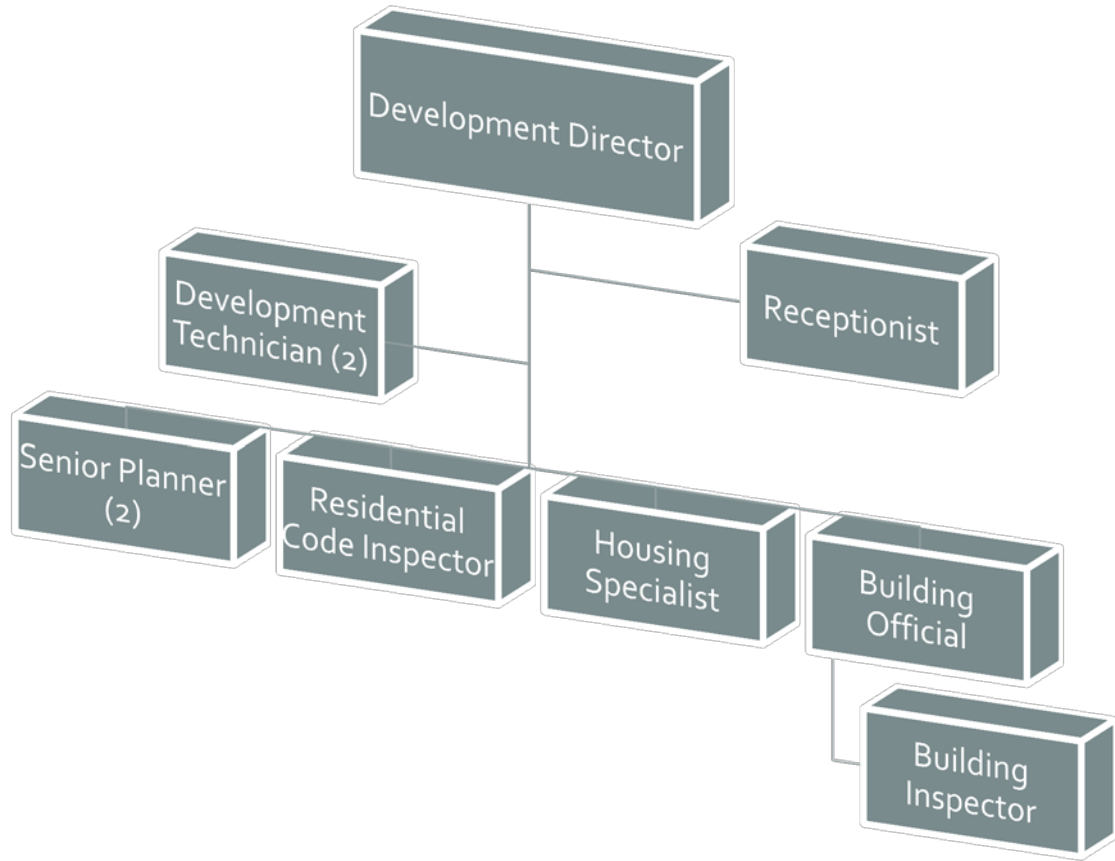 Development Director
Development
Technician (2)
Receptionist
Senior Planner
(2)
Residential
Code Inspector
Housing
Specialist
Building
Official
Building
Inspector